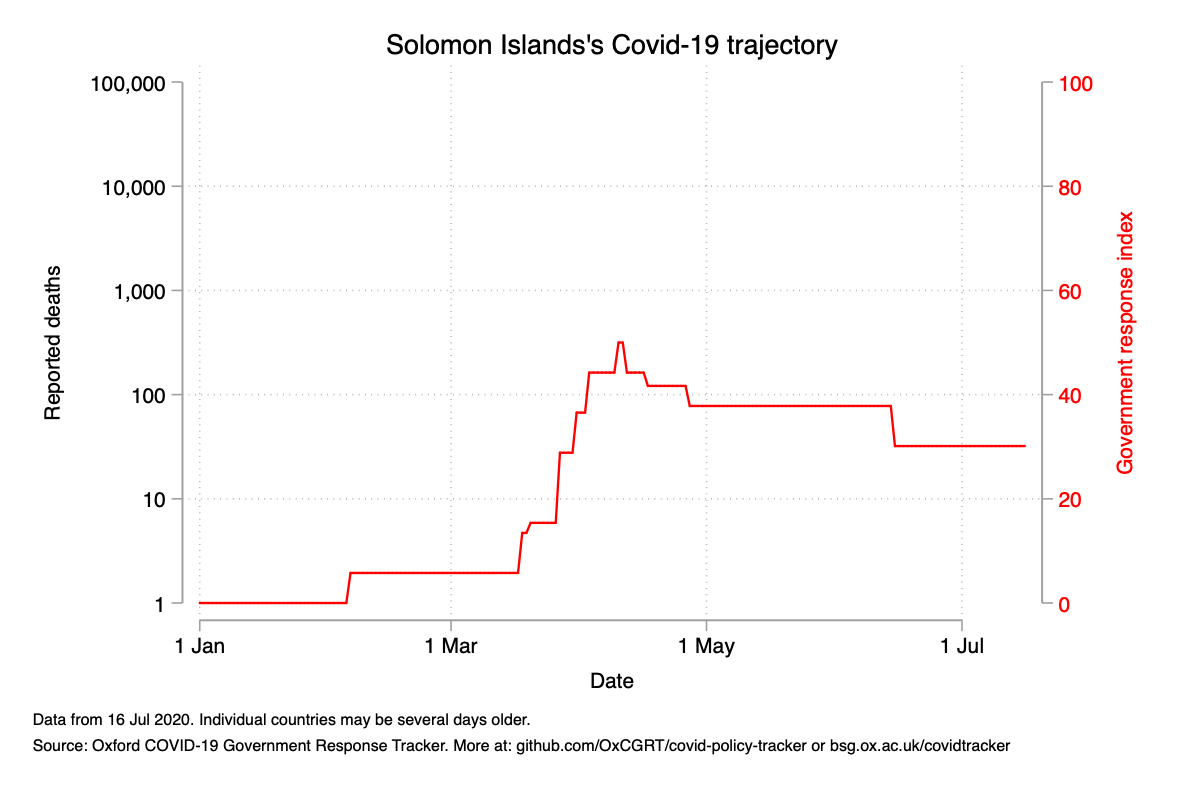 Solomon Islands's Covid-19 trajectory
100,000
10,000
1,000
100
10
1
Reported deaths
100
80
60
40
20
0
Government response index
1 Jan
1 Mar
1 May
1 Jul
Date
Data from 16 Jul 2020. Individual countries may be several days older.
Source: Oxford COVID-19 Government Response Tracker. More at: github.com/OxCGRT/covid-policy-tracker or bsg.ox.ac.uk/covidtracker